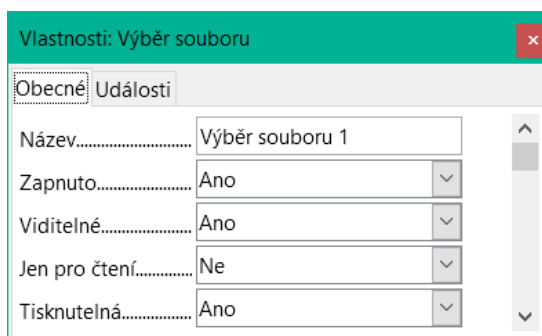 Vlastnosti: Výběr souboru
Obecné Události
Název............................ Výběr souboru 1
Zapnuto....................... Ano
Viditelné...................... Ano
Jen pro čtení.............. Ne
Tisknutelná................. Ano